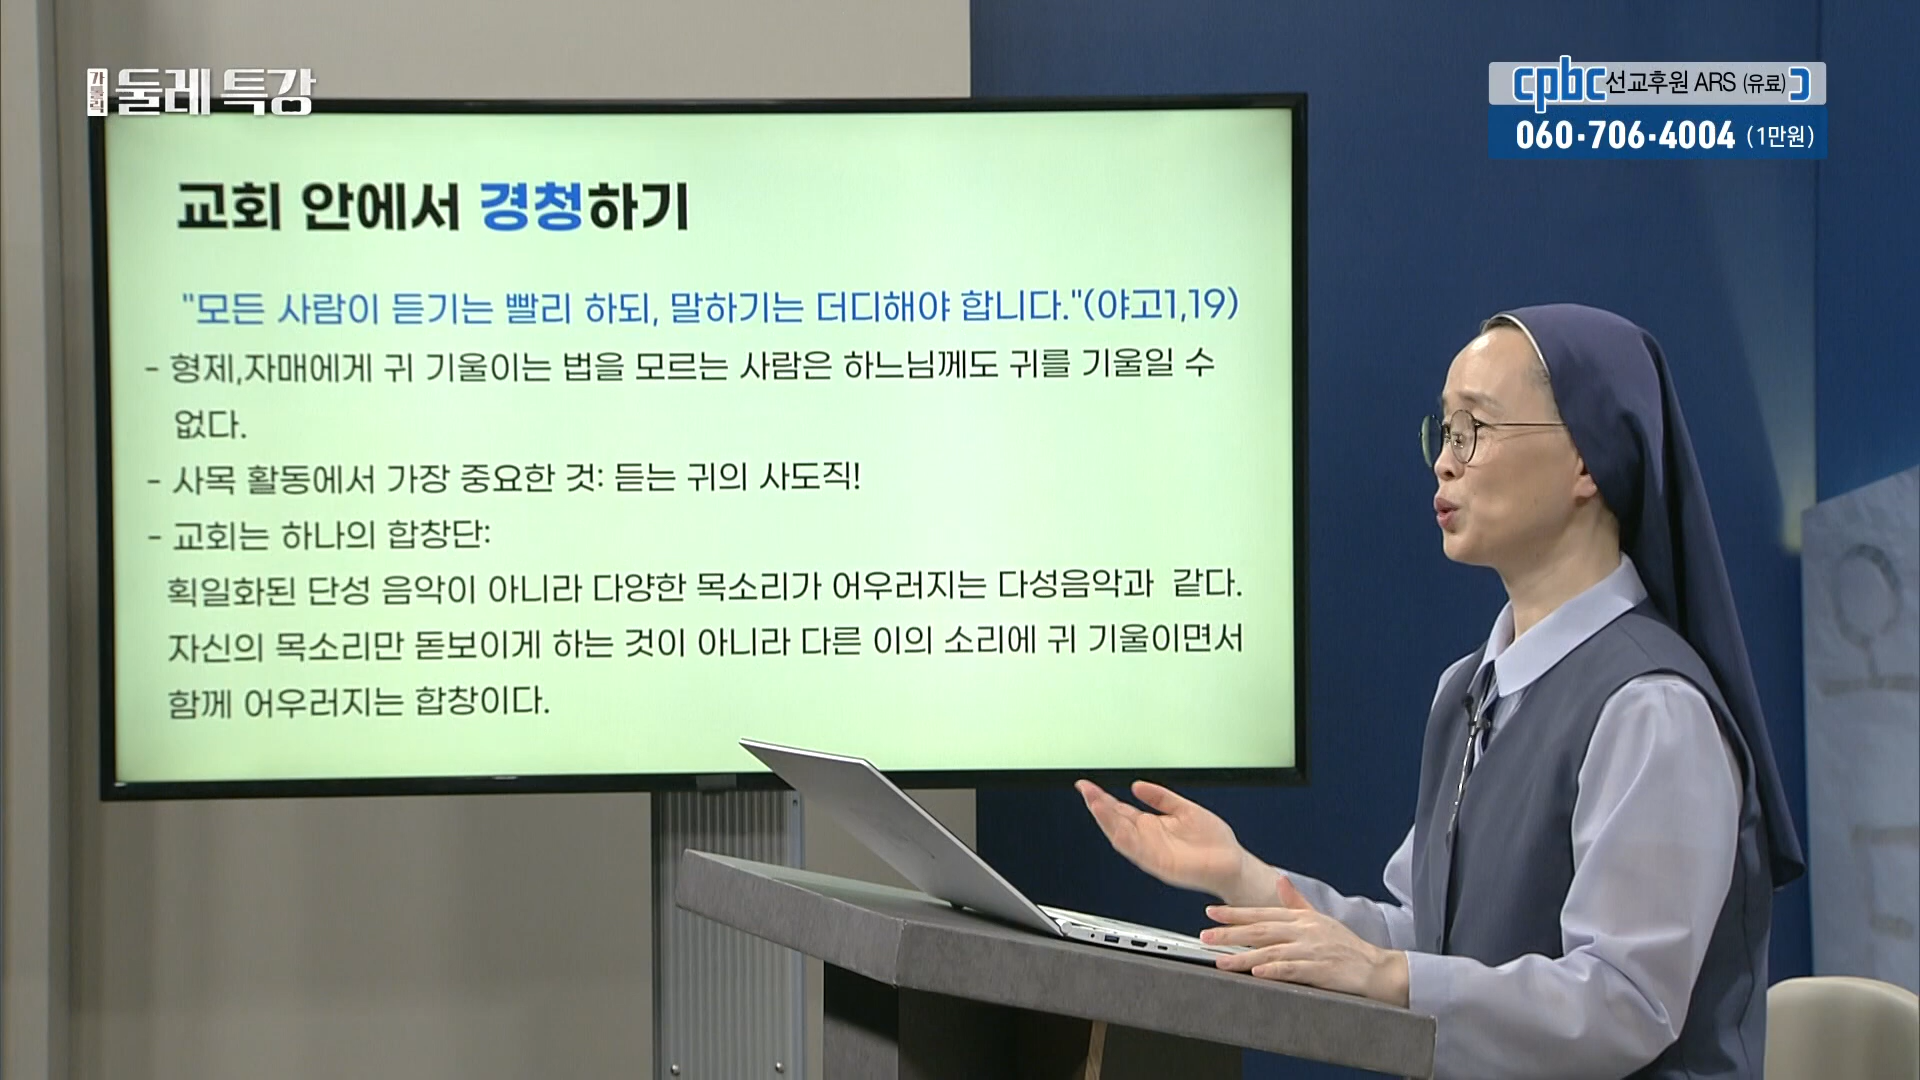 가톨릭
둘레 특강
cpbc 선교후원 ARS (유료)
060·706·4004 (1만원)
교회 안에서 경청하기
"모든 사람이 듣기는 빨리 하되, 말하기는 더디해야 합니다."(야고1,19)
- 형제,자매에게 귀 기울이는 법을 모르는 사람은 하느님께도 귀를 기울일 수
없다.
- 사목 활동에서 가장 중요한 것: 듣는 귀의 사도직!
- 교회는 하나의 합창단:
획일화된 단성 음악이 아니라 다양한 목소리가 어우러지는 다성음악과 같다.
자신의 목소리만 돋보이게 하는 것이 아니라 다른 이의 소리에 귀 기울이면서
함께 어우러지는 합창이다.